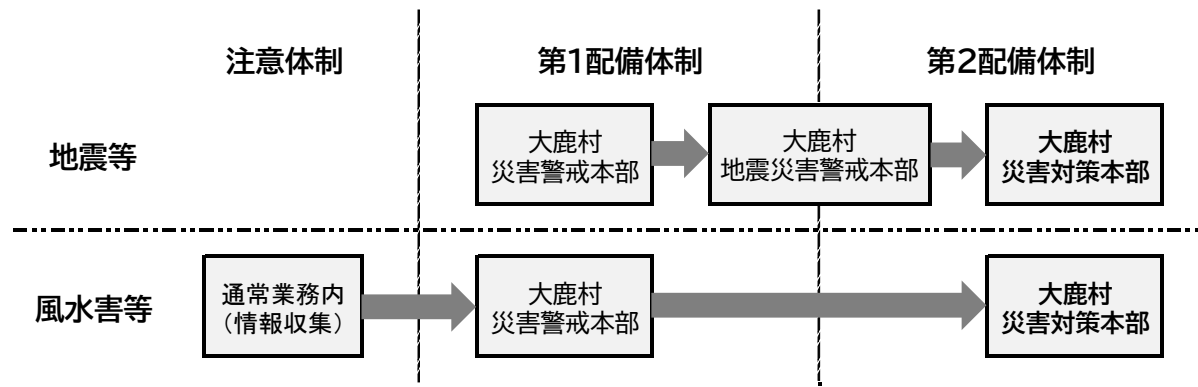 注意体制
第1配備体制
第2配備体制
地震等
大鹿村
災害警戒本部
大鹿村
地震災害警戒本部
大鹿村
災害対策本部
風水害等
通常業務内
（情報収集）
大鹿村
災害警戒本部
大鹿村
災害対策本部